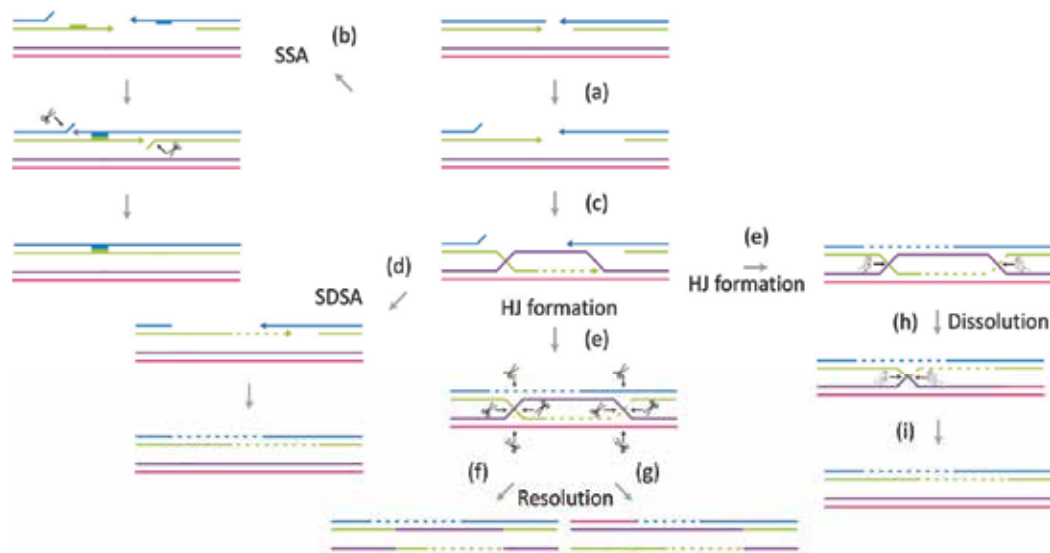 (b)
SSA
(a)
(c)
(d)
SDSA
HJ formation
(e)
HJ formation
(e)
(h)
Dissolution
(f)
(g)
Resolution
(i)